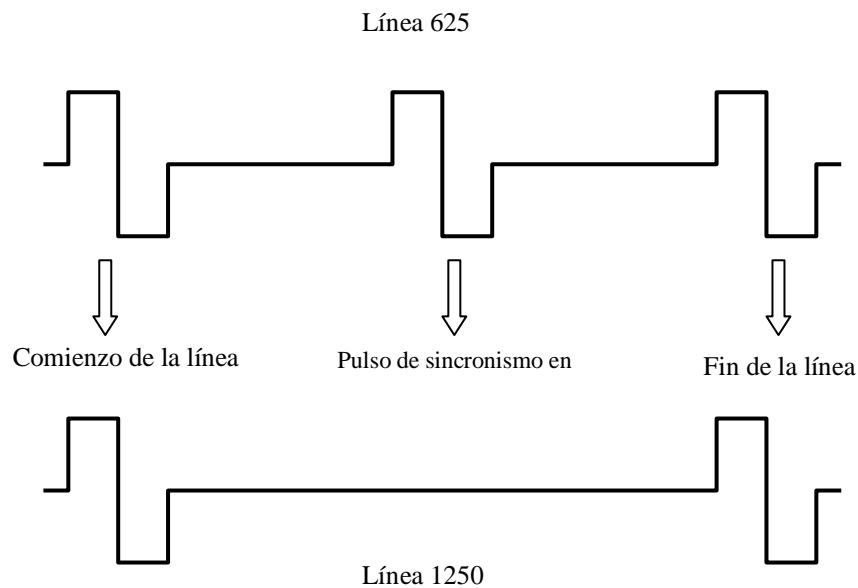 Línea 625
Comienzo de la línea
Pulso de sincronismo en
Fin de la línea
Línea 1250